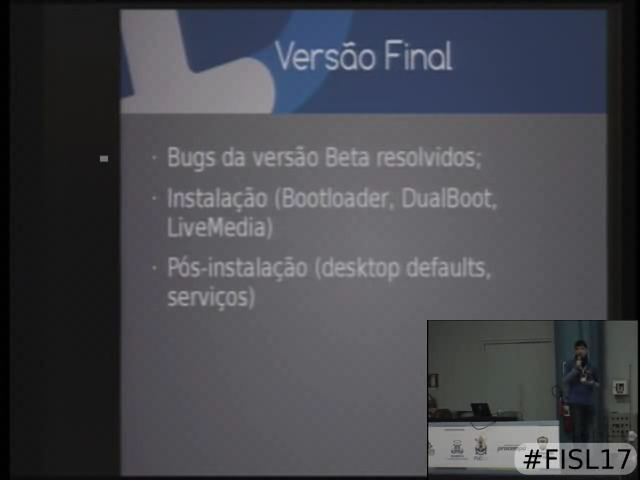 Versão Final
· Bugs da versão Beta resolvidos;
· Instalação (Bootloader, DualBoot,
LiveMedia)
· Pós-instalação (desktop defaults,
serviços)
#FISL17